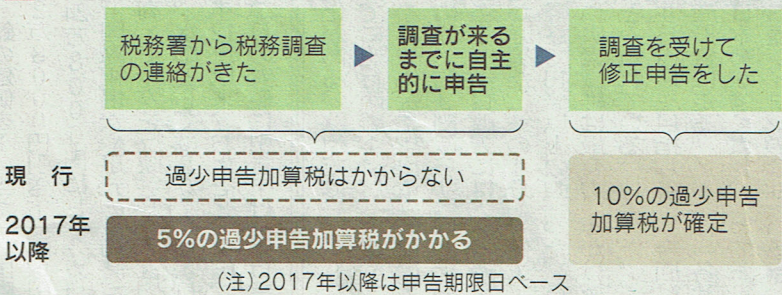 税務署から税務調査
の連絡がきた
調査が来る
までに自主
的に申告
調査を受けて
修正申告をした
現 行
過少申告加算税はかからない
2017年
以降
5%の過少申告加算税がかかる
10%の過少申告
加算税が確定
(注)2017年以降は申告期限日ベース